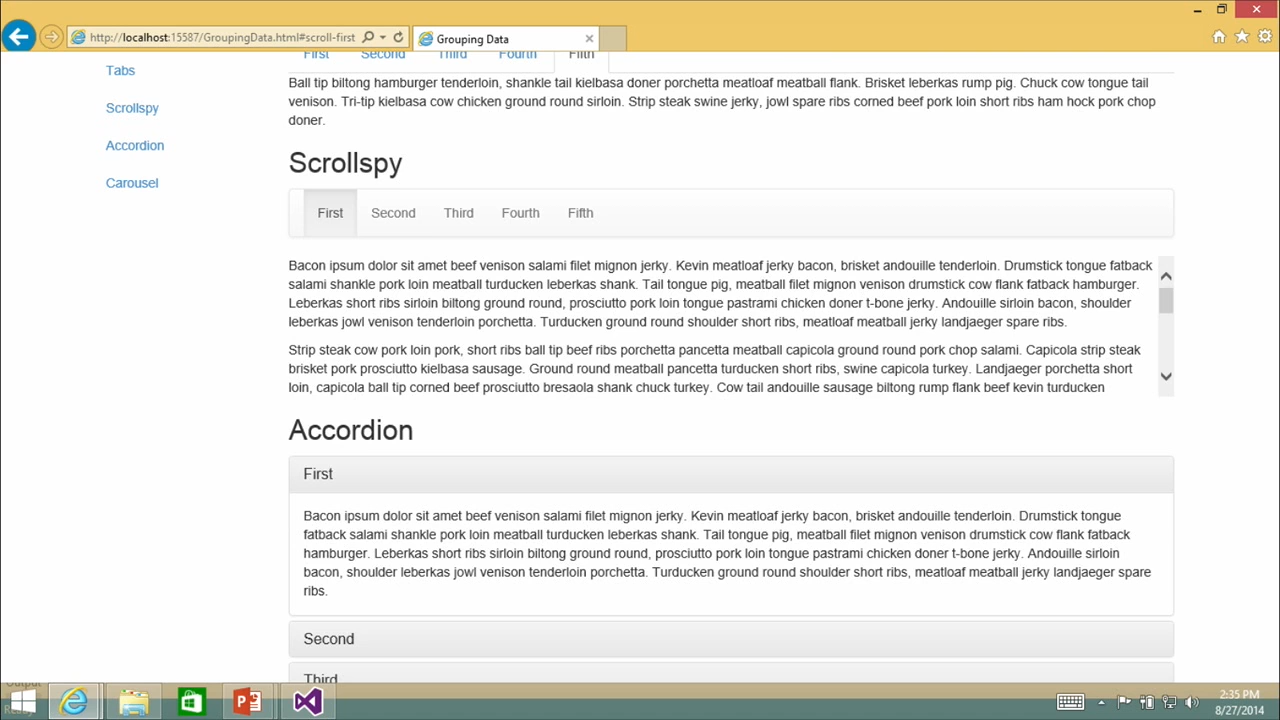 http://localhost:15587/GroupingData.html#scroll-first
Grouping Data
First Second Third Fourth Fifth
Tabs
Scrollspy
Accordion
Carousel
Ball tip biltong hamburger tenderloin, shankle tail kielbasa doner porchetta meatloaf meatball flank. Brisket leberkas rump pig. Chuck cow tongue tail
venison. Tri-tip kielbasa cow chicken ground round sirloin. Strip steak swine jerky, jowl spare ribs corned beef pork loin short ribs ham hock pork chop
doner.
Scrollspy
First Second Third Fourth Fifth
Bacon ipsum dolor sit amet beef venison salami filet mignon jerky. Kevin meatloaf jerky bacon, brisket andouille tenderloin. Drumstick tongue fatback
salami shankle pork loin meatball turducken leberkas shank. Tail tongue pig, meatball filet mignon venison drumstick cow flank fatback hamburger.
Leberkas short ribs sirloin biltong ground round, prosciutto pork loin tongue pastrami chicken doner t-bone jerky. Andouille sirloin bacon, shoulder
leberkas jowl venison tenderloin porchetta. Turducken ground round shoulder short ribs, meatloaf meatball jerky landjaeger spare ribs.
Strip steak cow pork loin pork, short ribs ball tip beef ribs porchetta pancetta meatball capicola ground round pork chop salami. Capicola strip steak
brisket pork prosciutto kielbasa sausage. Ground round meatball pancetta turducken short ribs, swine capicola turkey. Landjaeger porchetta short
loin, capicola ball tip corned beef prosciutto bresaola shank chuck turkey. Cow tail andouille sausage biltong rump flank beef kevin turducken
Accordion
First
Bacon ipsum dolor sit amet beef venison salami filet mignon jerky. Kevin meatloaf jerky bacon, brisket andouille tenderloin. Drumstick tongue
fatback salami shankle pork loin meatball turducken leberkas shank. Tail tongue pig, meatball filet mignon venison drumstick cow flank fatback
hamburger. Leberkas short ribs sirloin biltong ground round, prosciutto pork loin tongue pastrami chicken doner t-bone jerky. Andouille sirloin
bacon, shoulder leberkas jowl venison tenderloin porchetta. Turducken ground round shoulder short ribs, meatloaf meatball jerky landjaeger spare
ribs.
Second
Third
Output
Ready
2:35 PM
8/27/2014